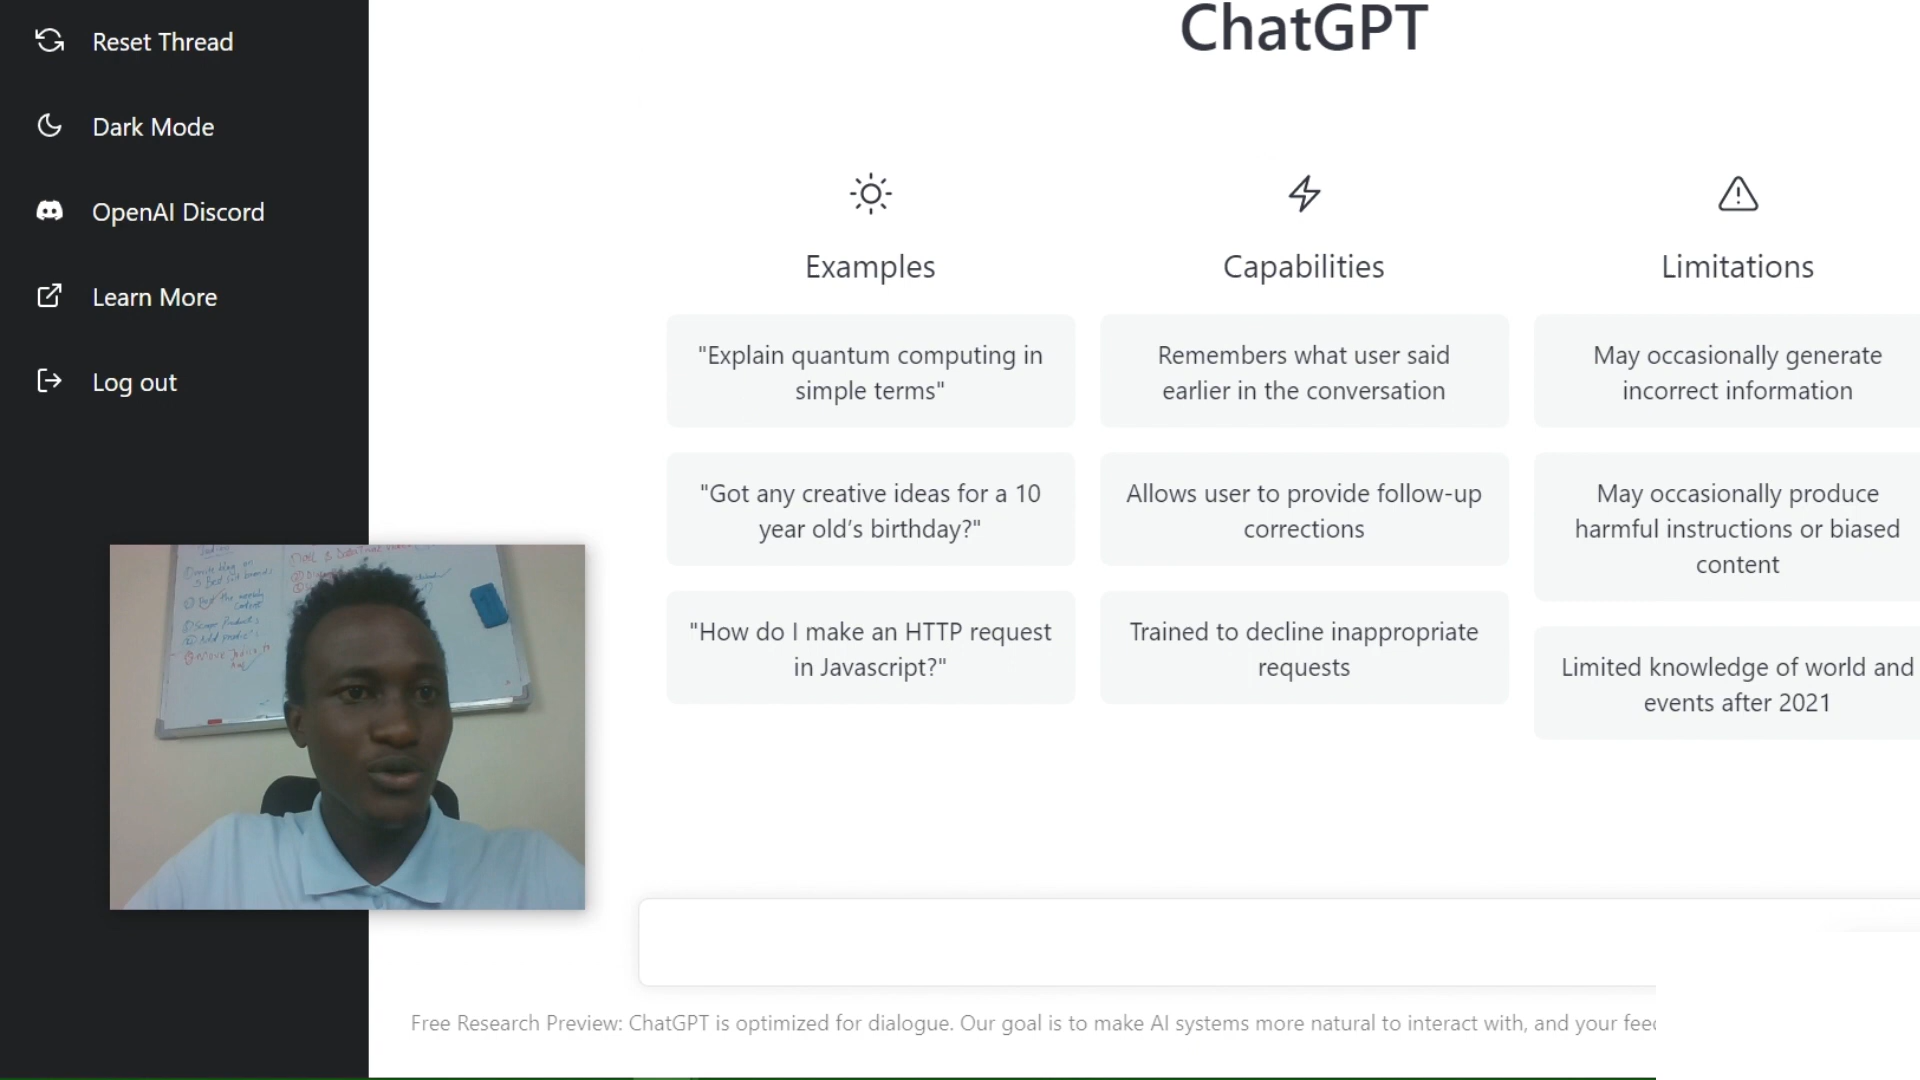 Reset Thread
Dark Mode
OpenAI Discord
Learn More
Log out
ChatGPT
Examples
"Explain quantum computing in
simple terms"
"Got any creative ideas for a 10
year old’s birthday?"
"How do I make an HTTP request
in Javascript?"
Capabilities
Remembers what user said
earlier in the conversation
Allows user to provide follow-up
corrections
Trained to decline inappropriate
requests
Limitations
May occasionally generate
incorrect information
May occasionally produce
harmful instructions or biased
content
Limited knowledge of world and
events after 2021
Free Research Preview: ChatGPT is optimized for dialogue. Our goal is to make AI systems more natural to interact with, and your